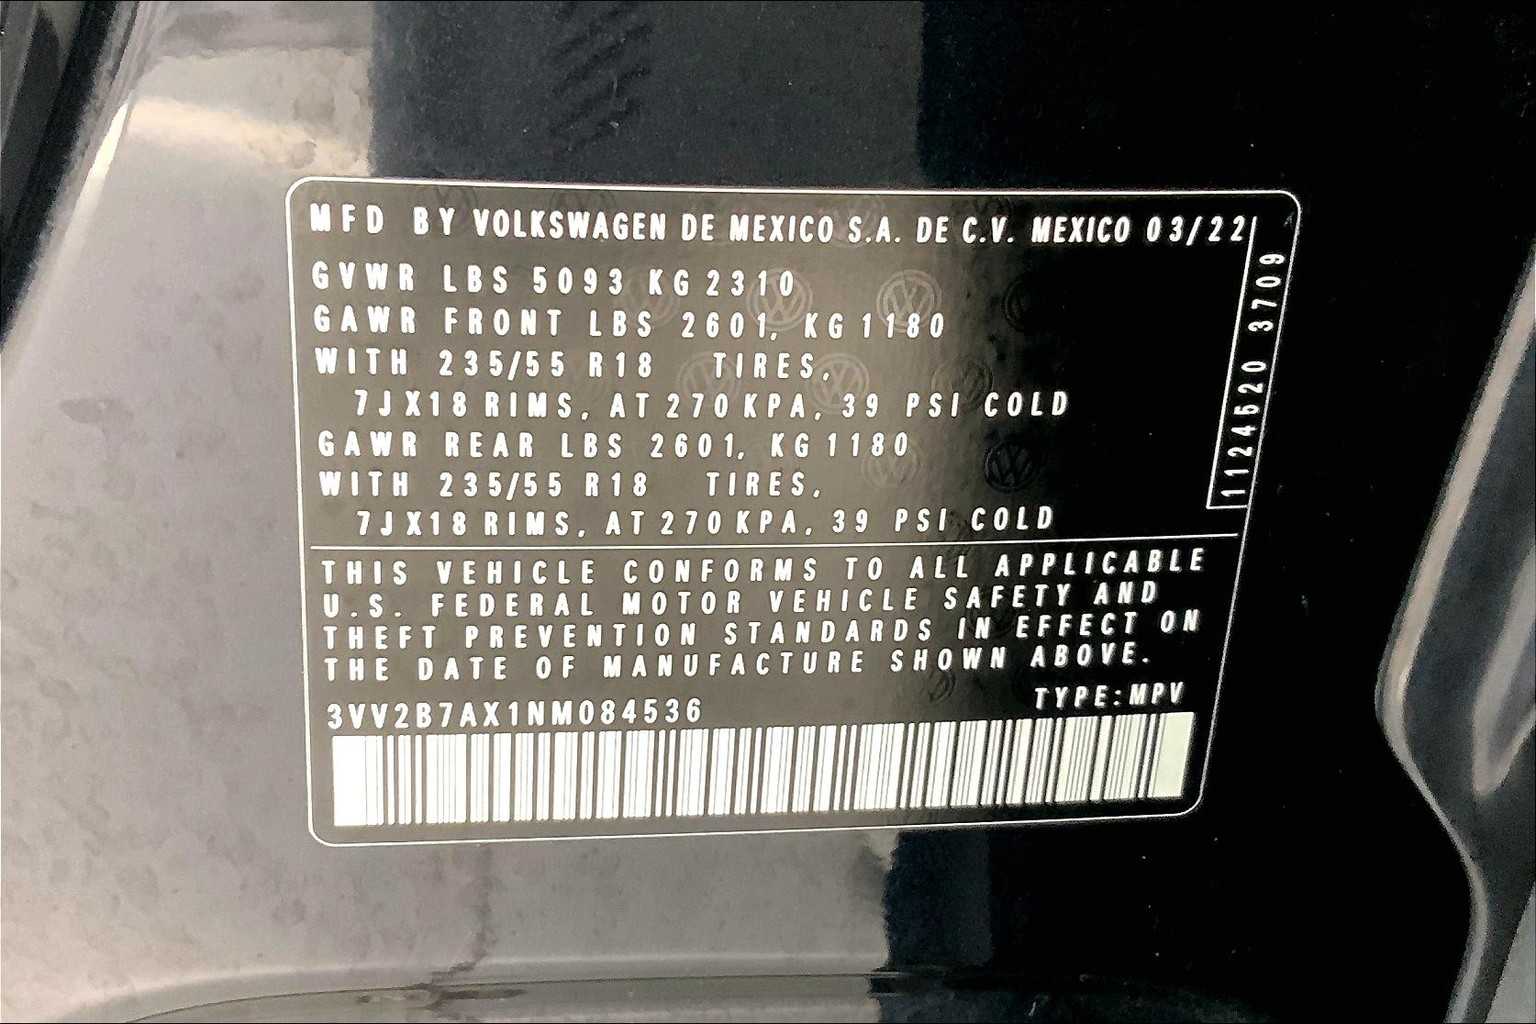 MFD BY VOLKSWAGEN DE MEXICO S.A. DE C.V. MEXICO 03/22
GVWR LBS 5093 KG 2310
GAWR FRONT LBS 2601, KG 1180
WITH 235/55 R18 TIRES,
7JX18 RIMS, AT 270 KPA, 39 PSI COLD
GAWR REAR LBS 2601, KG 1180
WITH 235/55 R18 TIRES,
7JX18 RIMS, AT 270 KPA, 39 PSI COLD
1124520 3709
THIS VEHICLE CONFORMS TO ALL APPLICABLE
U.S. FEDERAL MOTOR VEHICLE SAFETY AND
THEFT PREVENTION STANDARDS IN EFFECT ON
THE DATE OF MANUFACTURE SHOWN ABOVE.
TYPE:MPV
3VV2B7AX1NM084536